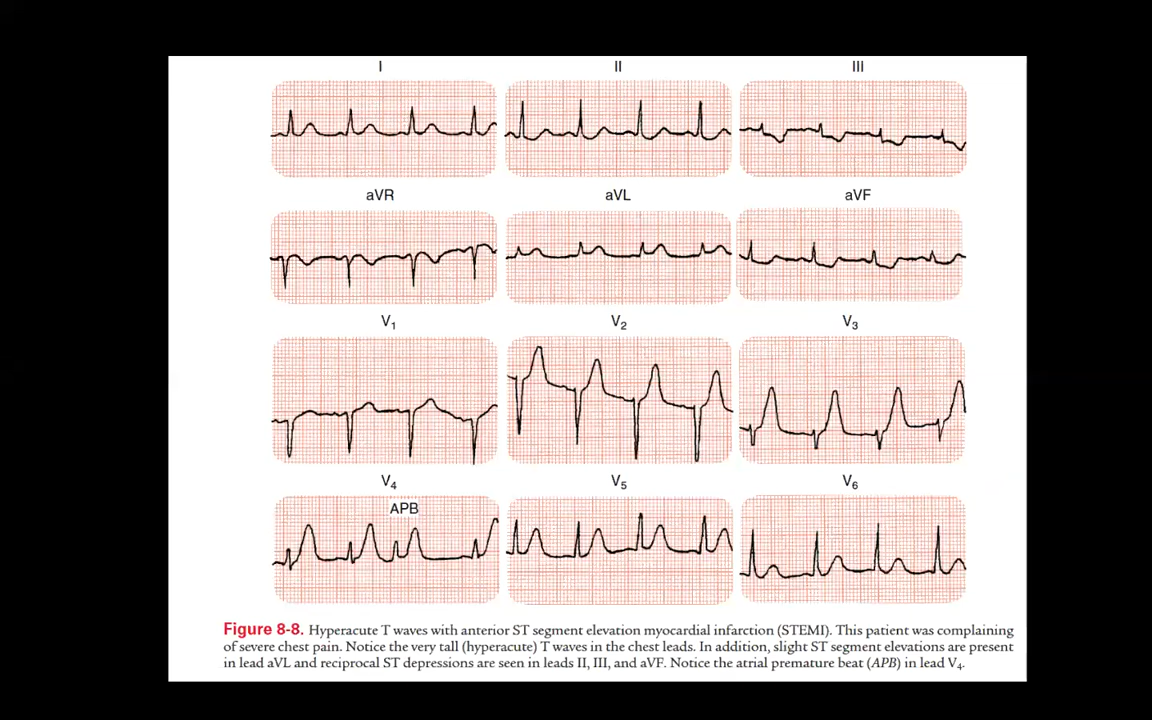 I II III
aVR aVL aVF
V1 V2 V3
V4 V5 V6
APB
Figure 8-8. Hyperacute T waves with anterior ST segment elevation myocardial infarction (STEMI). This patient was complaining
of severe chest pain. Notice the very tall (hyperacute) T waves in the chest leads. In addition, slight ST segment elevations are present
in lead aVL and reciprocal ST depressions are seen in leads II, III, and aVF. Notice the atrial premature beat (APB) in lead V4.